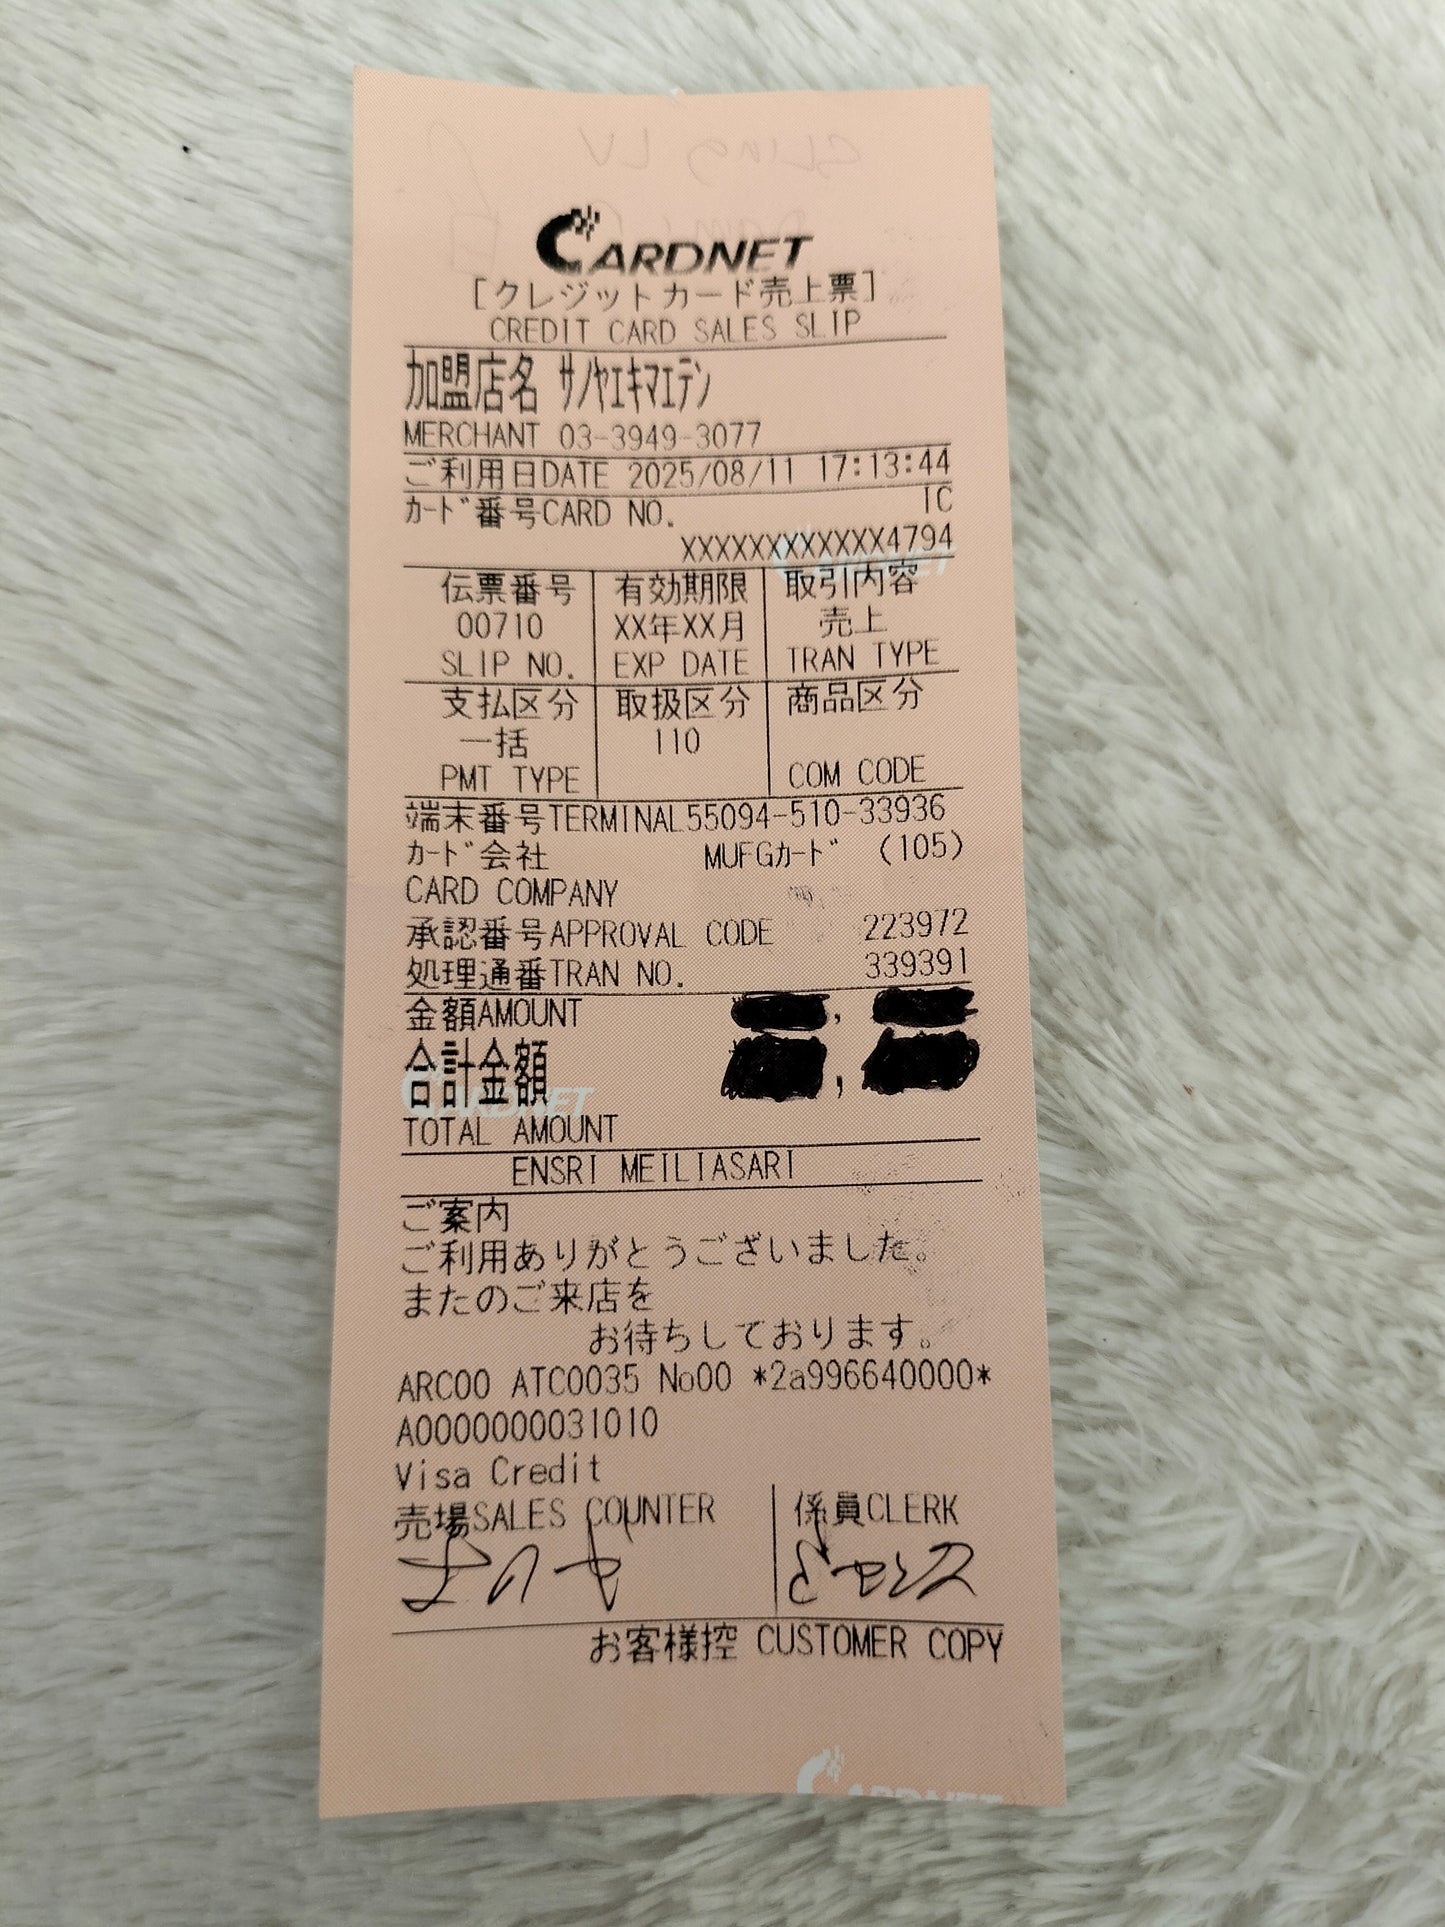 CARDNET
[クレジットカード売上票]
CREDIT CARD SALES SLIP
加盟店名 サノヤエキマエテン
MERCHANT 03-3949-3077
ご利用日DATE 2025/08/11 17:13:44
カード番号CARD NO. IC
XXXXXXXXXXXX4794
伝票番号 有効期限 取引内容
00710 XX年XX月 売上
SLIP NO. EXP DATE TRAN TYPE
支払区分 取扱区分 商品区分
一括 110
PMT TYPE COM CODE
端末番号TERMINAL55094-510-33936
カード会社 MUFGカード (105)
CARD COMPANY
承認番号APPROVAL CODE 223972
処理通番TRAN NO. 339391
金額AMOUNT ,
合計金額 ,
TOTAL AMOUNT
ENSRI MEILIASARI
ご案内
ご利用ありがとうございました。
またのご来店を
お待ちしております。
ARC00 ATC0035 No00 *2a996640000*
A0000000031010
Visa Credit
売場SALES COUNTER 係員CLERK
お客様控 CUSTOMER COPY
CARDNET